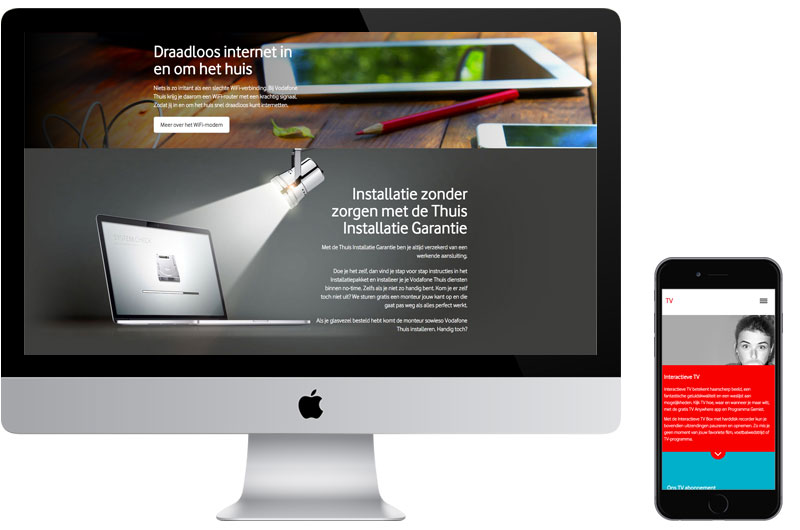 Draadloos internet in
en om het huis
Niets is zo irritant als een slechte WiFi-verbinding. Bij Vodafone
Thuis krijg je daarom een WiFi-router met een krachtig signaal.
Zodat jij in en om het huis snel draadloos kunt internetten.
Meer over het WiFi-modem
Installatie zonder
zorgen met de Thuis
Installatie Garantie
Met de Thuis Installatie Garantie ben je altijd verzekerd van een
werkende aansluiting.
Doe je het zelf, dan vind je stap voor stap instructies in het
Installatiepakket en installeer je je Vodafone Thuis diensten
binnen no-time. Zelfs als je niet zo handig bent. Kom je er zelf
toch niet uit? We sturen gratis een monteur jouw kant op en die
gaat pas weg als alles perfect werkt.
Als je glasvezel besteld hebt komt de monteur sowieso Vodafone
Thuis installeren. Handig toch?
TV
Interactieve TV
Interactieve TV betekent haarscherp beeld, een
fantastische geluidskwaliteit en een westijst aan
mogelijkheden. Kijk TV hoe, waar en wanneer je maar wilt,
met de gratis TV Anywhere app en Programma Gemist.
Met de Interactieve TV Box met harddisk recorder kun je
bovendien uitzendingen pauzeren en opnemen. Zo mis je
geen moment van jouw favoriete film, voetbalwedstrijd of
TV-programma.
Ons TV abonnement